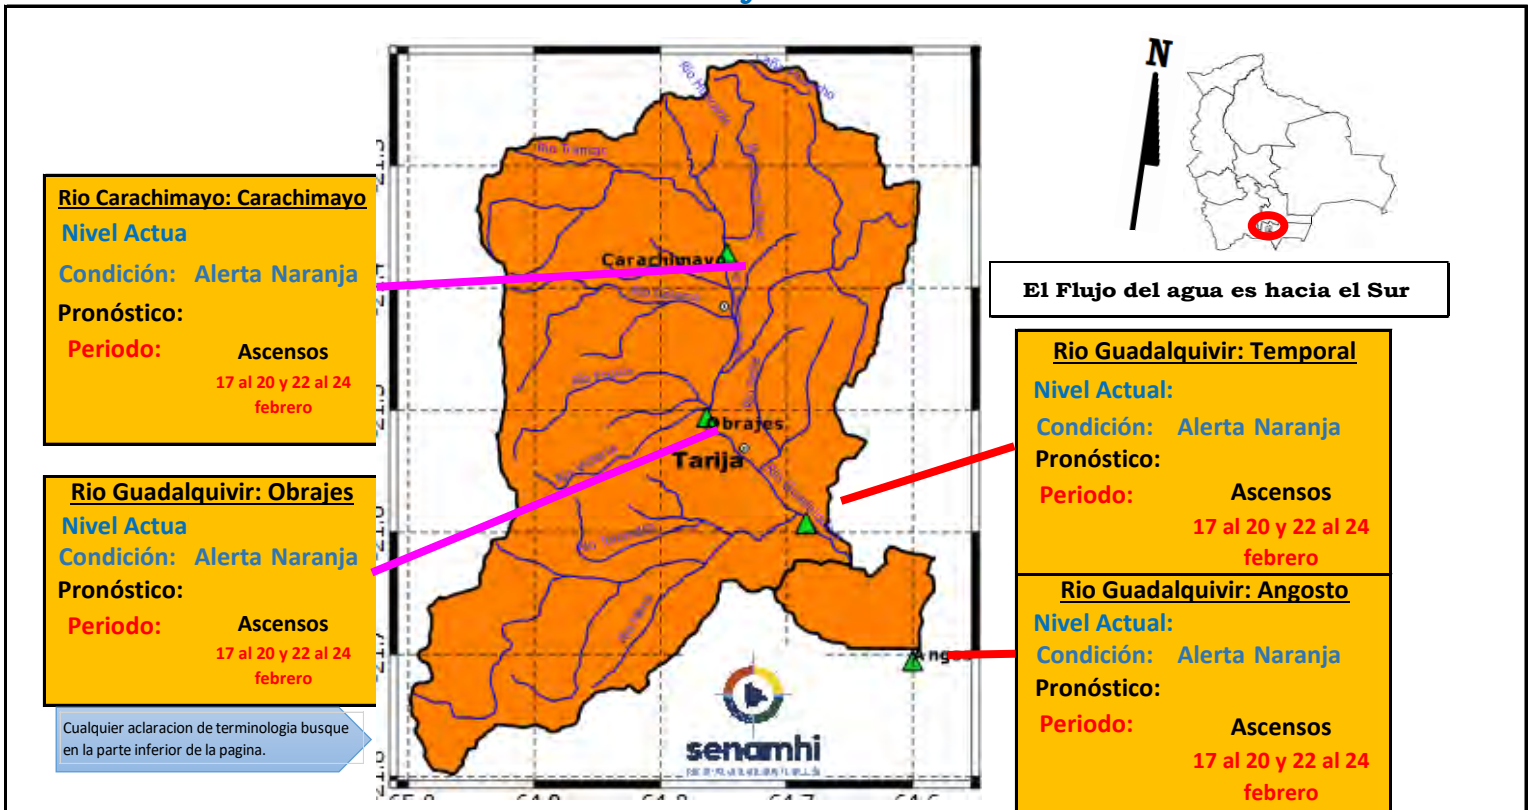 N
El Flujo del agua es hacia el Sur
Rio Carachimayo: Carachimayo
Nivel Actua
Condición: Alerta Naranja
Pronóstico:
Periodo: Ascensos
17 al 20 y 22 al 24
febrero
Rio Guadalquivir: Obrajes
Nivel Actua
Condición: Alerta Naranja
Pronóstico:
Periodo: Ascensos
17 al 20 y 22 al 24
febrero
Cualquier aclaracion de terminologia busque
en la parte inferior de la pagina.
Carachimayo
Obrajes
Tarija
senamhi
Rio Guadalquivir: Temporal
Nivel Actual:
Condición: Alerta Naranja
Pronóstico:
Periodo: Ascensos
17 al 20 y 22 al 24
febrero
Rio Guadalquivir: Angosto
Nivel Actual:
Condición: Alerta Naranja
Pronóstico:
Periodo: Ascensos
17 al 20 y 22 al 24
febrero